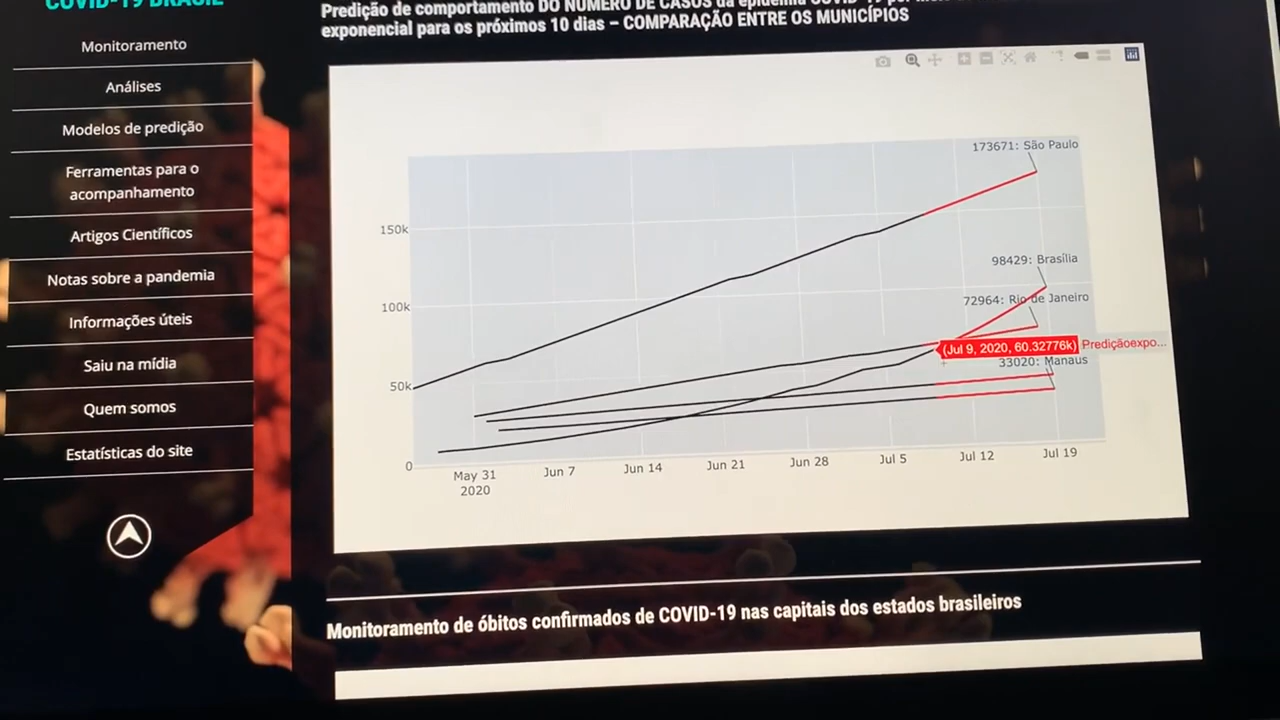 COVID-19 BRASIL
Monitoramento
Análises
Modelos de predição
Ferramentas para o
acompanhamento
Artigos Científicos
Notas sobre a pandemia
Informações úteis
Saiu na mídia
Quem somos
Estatísticas do site
Predição de comportamento DO NÚMERO DE CASOS da epidemia COVID-19
exponencial para os próximos 10 dias – COMPARAÇÃO ENTRE OS MUNICÍPIOS
173671: São Paulo
150k
98429: Brasília
72964: Rio de Janeiro
100k
(Jul 9, 2020, 60.32776k) Prediçãoexpo...
33020: Manaus
50k
0
May 31
2020
Jun 7
Jun 14
Jun 21
Jun 28
Jul 5
Jul 12
Jul 19
Monitoramento de óbitos confirmados de COVID-19 nas capitais dos estados brasileiros